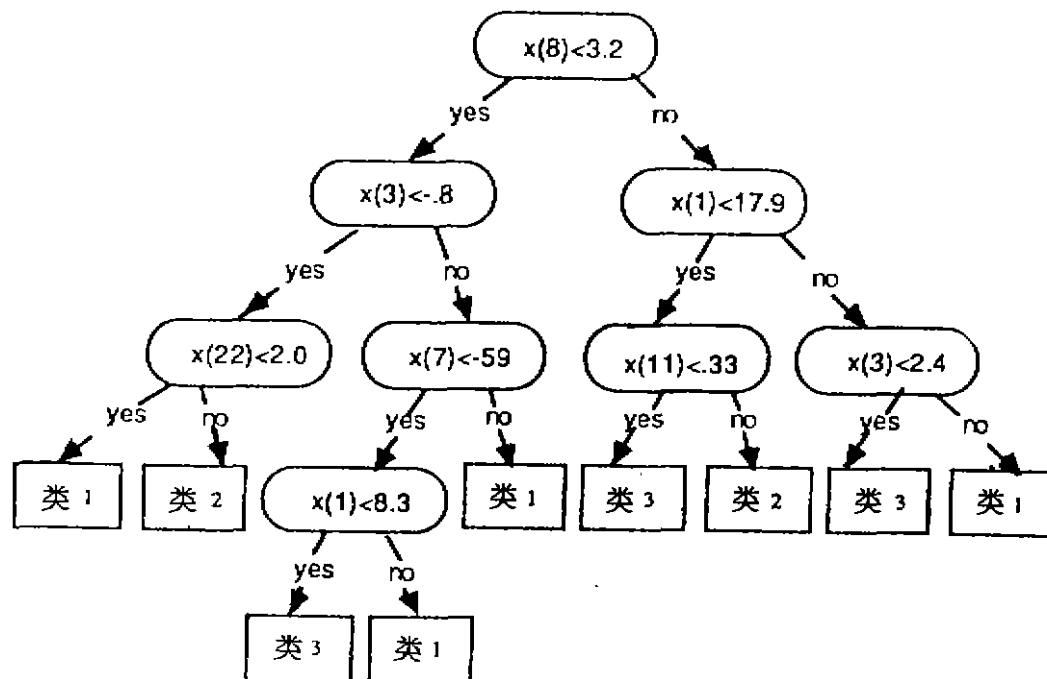 x(8)<3.2
yes
no
x(3)<-.8
x(1)<17.9
yes
no
yes
no
x(22)<2.0
x(7)<-59
x(11)<.33
x(3)<2.4
yes
no
yes
no
yes
no
yes
no
类 1
类 2
x(1)<8.3
类 1
类 3
类 2
类 3
类 1
yes
no
类 3
类 1